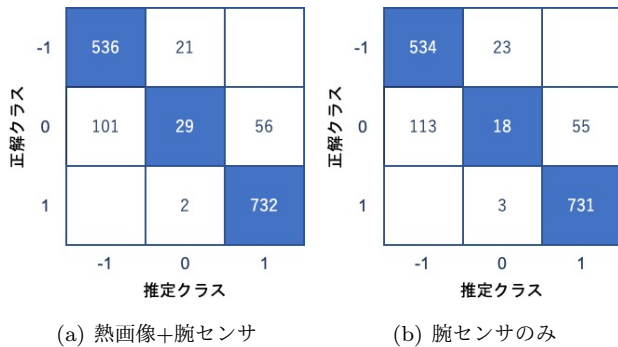 -1 536 21
0 101 29 56
1 2 732
-1 0 1
正解クラス
推定クラス
(a) 熱画像+腕センサ
-1 534 23
0 113 18 55
1 3 731
-1 0 1
正解クラス
推定クラス
(b) 腕センサのみ